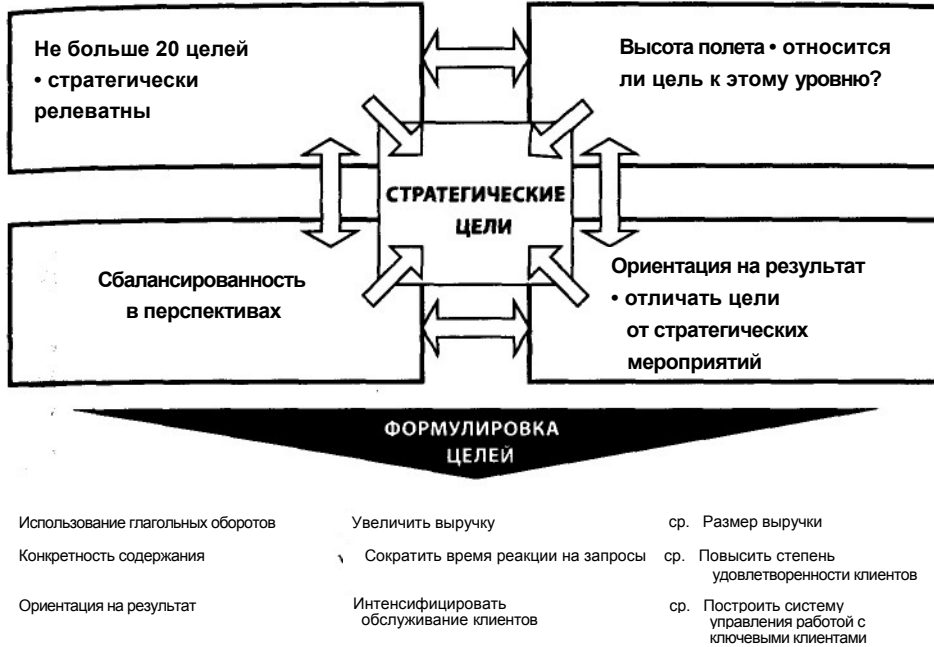 Не больше 20 целей
• стратегически
релеватны
Высота полета • относится
ли цель к этому уровню?
СТРАТЕГИЧЕСКИЕ
ЦЕЛИ
Сбалансированность
в перспективах
Ориентация на результат
• отличать цели
от стратегических
мероприятий
ФОРМУЛИРОВКА
ЦЕЛЕЙ
Использование глагольных оборотов
Увеличить выручку
ср. Размер выручки
Конкретность содержания
Сократить время реакции на запросы
ср. Повысить степень
удовлетворенности клиентов
Ориентация на результат
Интенсифицировать
обслуживание клиентов
ср. Построить систему
управления работой с
ключевыми клиентами